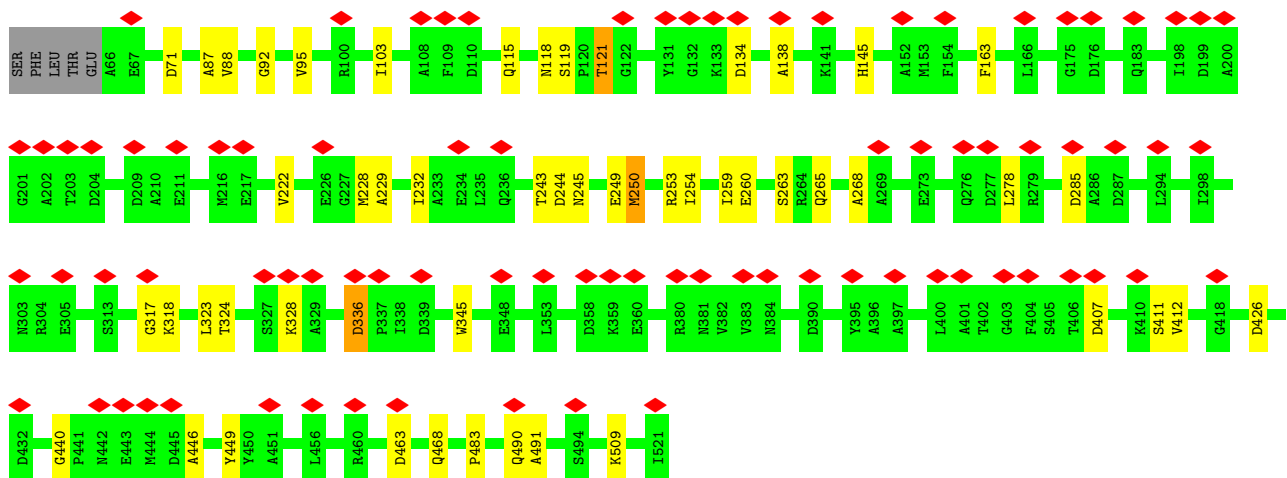 SER PHE LEU THR GLU A66 E67 D71 A87 V88 G92 V95 R100 I103 A108 F109 D110 Q115 N118 S119 P120 T121 G122 Y131 G132 K133 D134 A138 K141 H145 A152 M153 F154 F163 L166 G175 D176 Q183 I198 D199 A200
G201 A202 T203 D204 D209 A210 E211 M216 E217 V222 E226 G227 M228 A229 I232 A233 E234 L235 Q236 T243 D244 N245 E249 M250 R253 I254 I259 E260 S263 R264 Q265 A268 A269 E273 Q276 D277 L278 R279 D285 A286 D287 L294 I298
N303 R304 E305 S313 G317 K318 L323 T324 S327 K328 A329 D336 P337 I338 D339 W345 E348 L353 D358 K359 E360 R380 N381 V382 V383 N384 D390 Y395 A396 A397 L400 A401 T402 G403 F404 S405 T406 D407 K410 S411 V412 G418 D426
D432 G440 P441 N442 E443 M444 D445 A446 Y449 Y450 A451 L456 R460 D463 Q468 P483 Q490 A491 S494 K509 I521